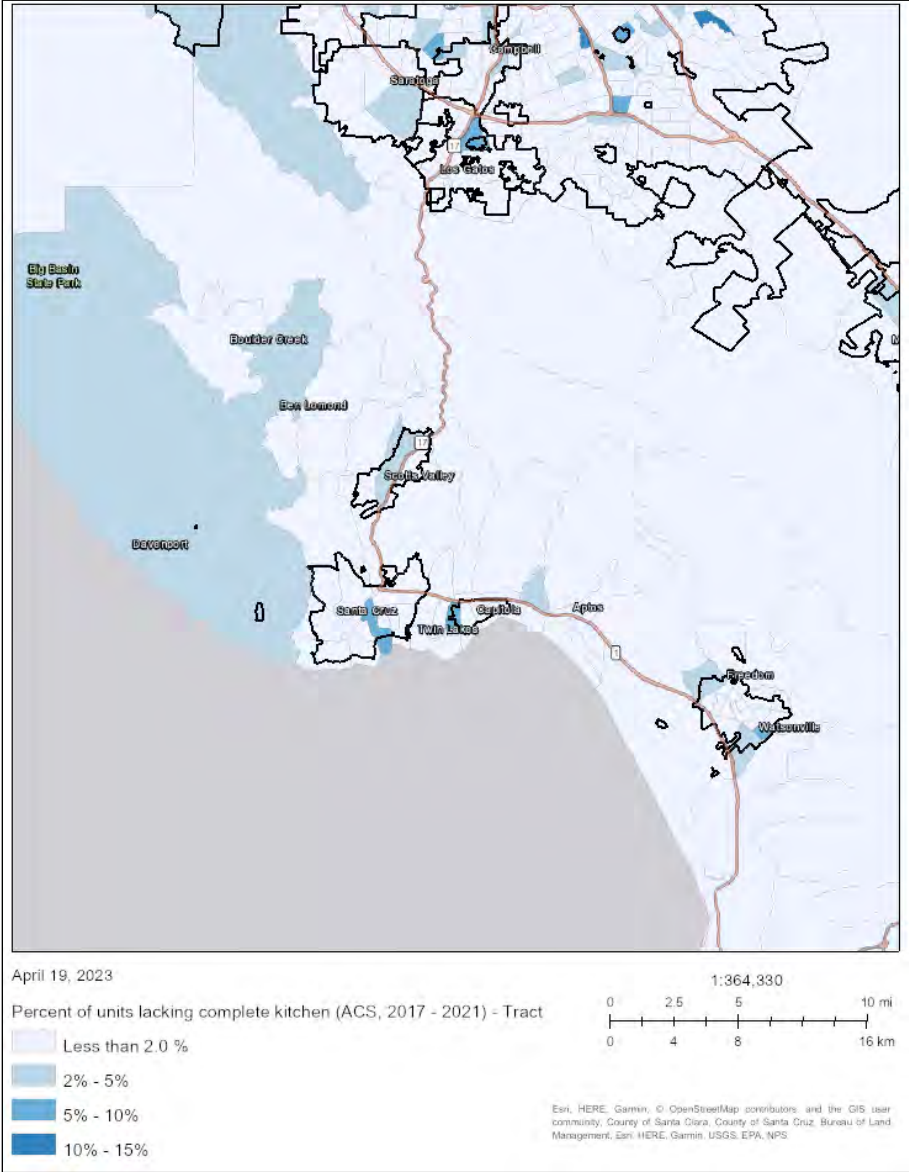 Campbell
Saratoga
17
Los Gatos
Big Basin
State Park
Boulder Creek
M
Ben Lomond
17
Scotts Valley
Davenport
Santa Cruz
Capitola
Aptos
Twin Lakes
1
Freedom
Watsonville
April 19, 2023
1:364,330
0 2.5 5 10 mi
0 4 8 16 km
Percent of units lacking complete kitchen (ACS, 2017 - 2021) - Tract
Less than 2.0 %
2% - 5%
5% - 10%
10% - 15%
Esri, HERE, Garmin, © OpenStreetMap contributors, and the GIS user
community, County of Santa Clara, County of Santa Cruz, Bureau of Land
Management, Esri, HERE, Garmin, USGS, EPA, NPS